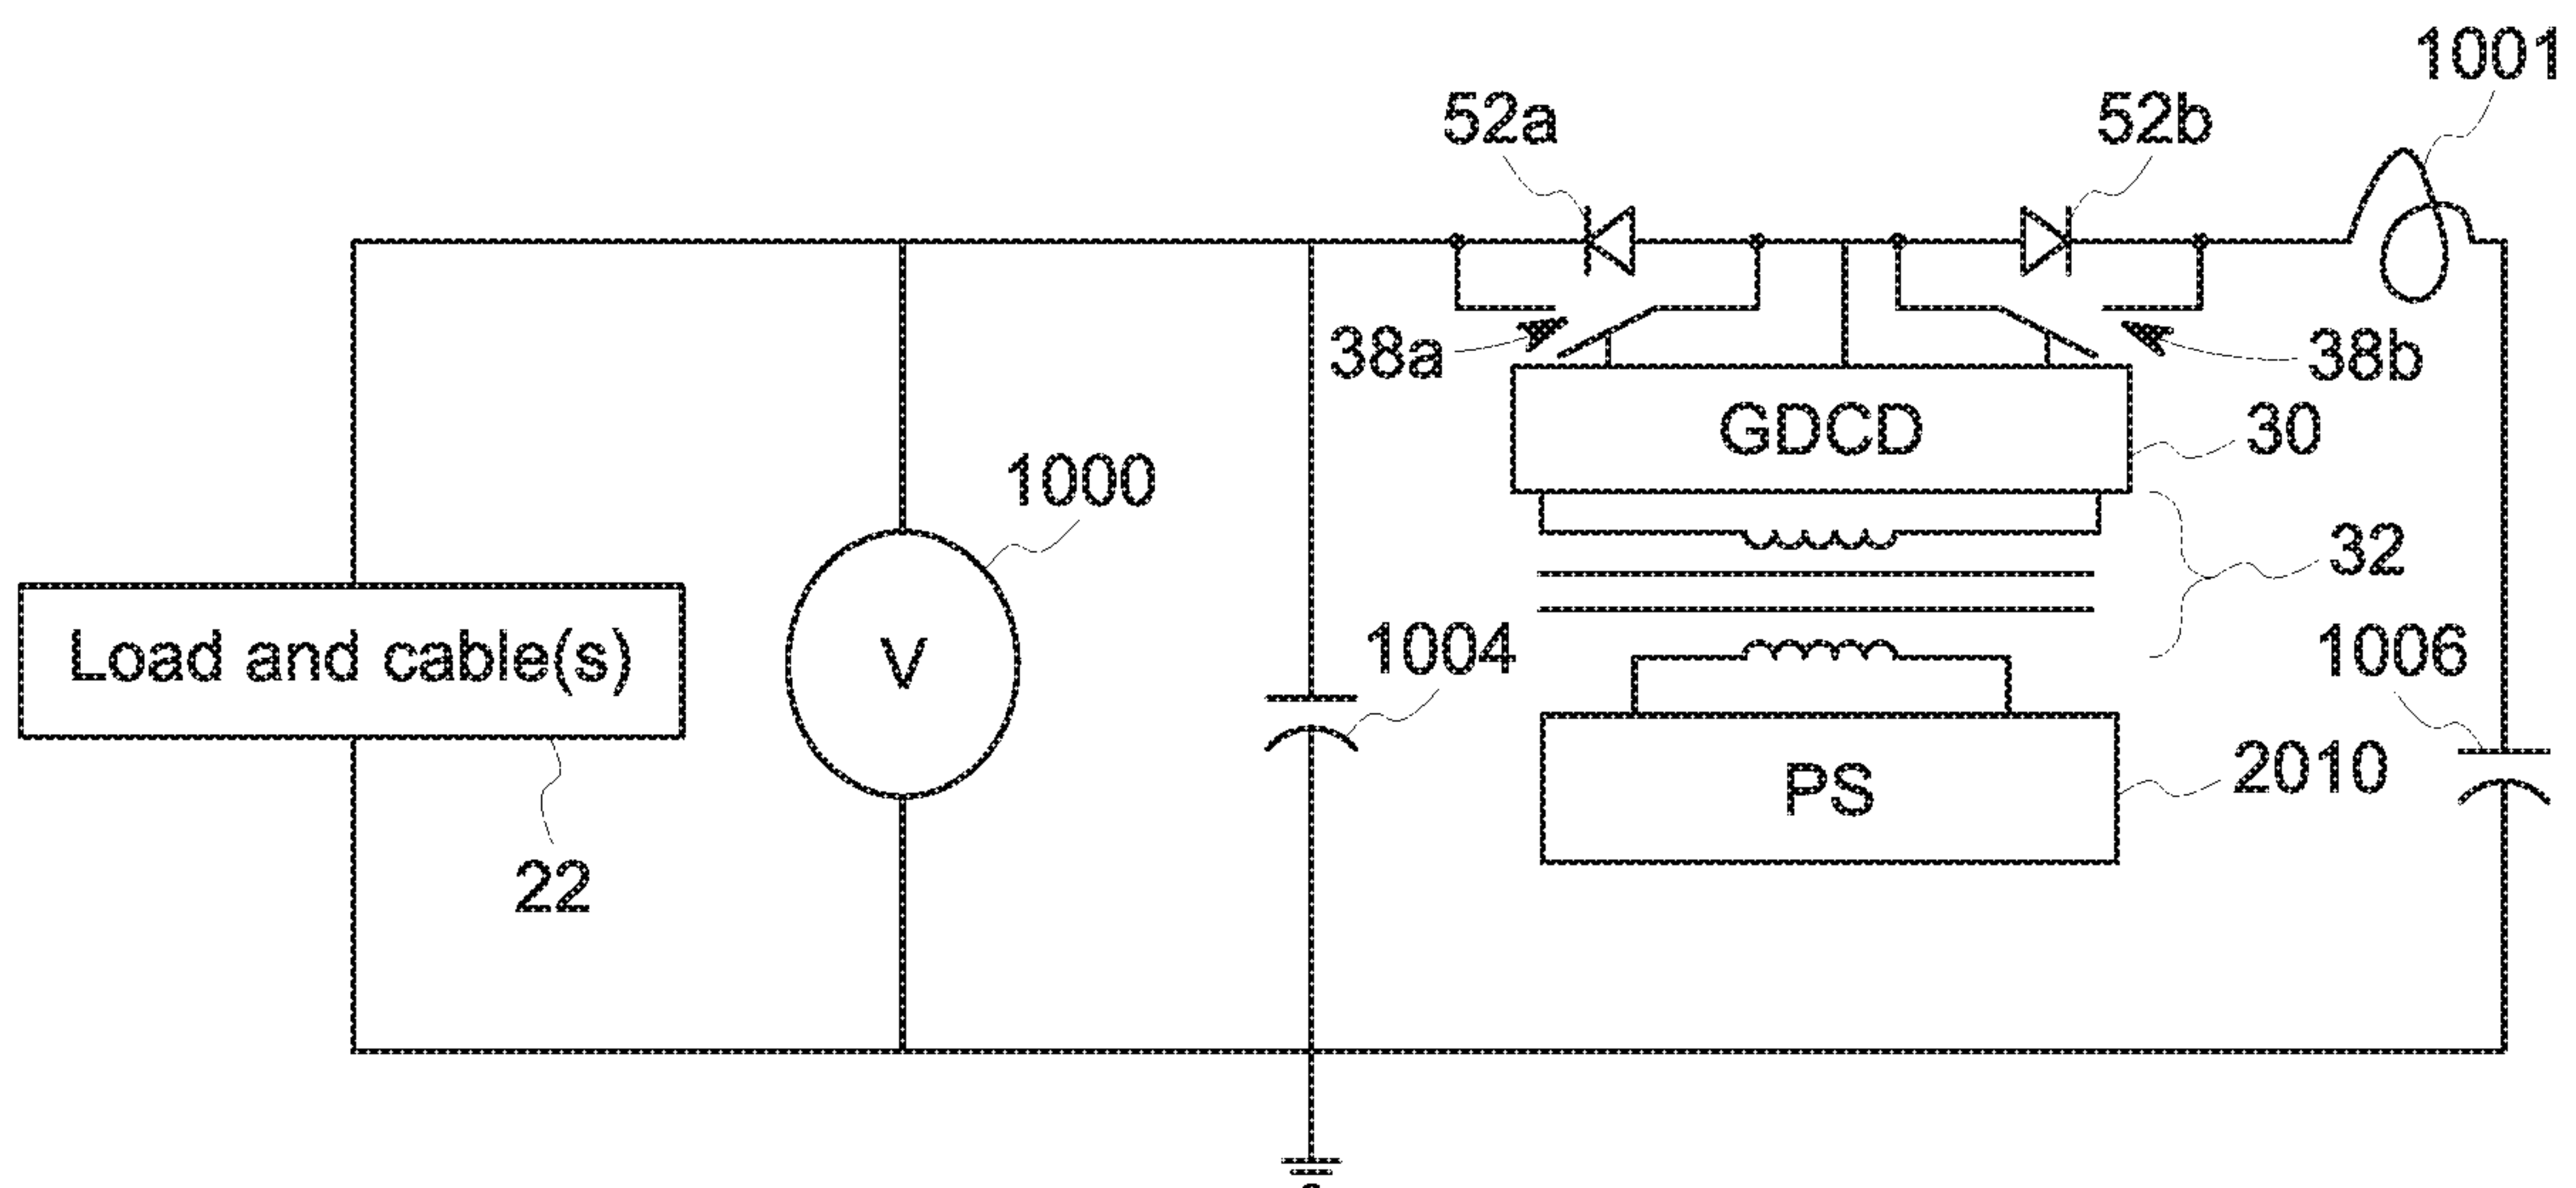 1001
52a
52b
38a
38b
GDCD
30
1000
32
Load and cable(s)
V
1004
1006
PS
2010
22